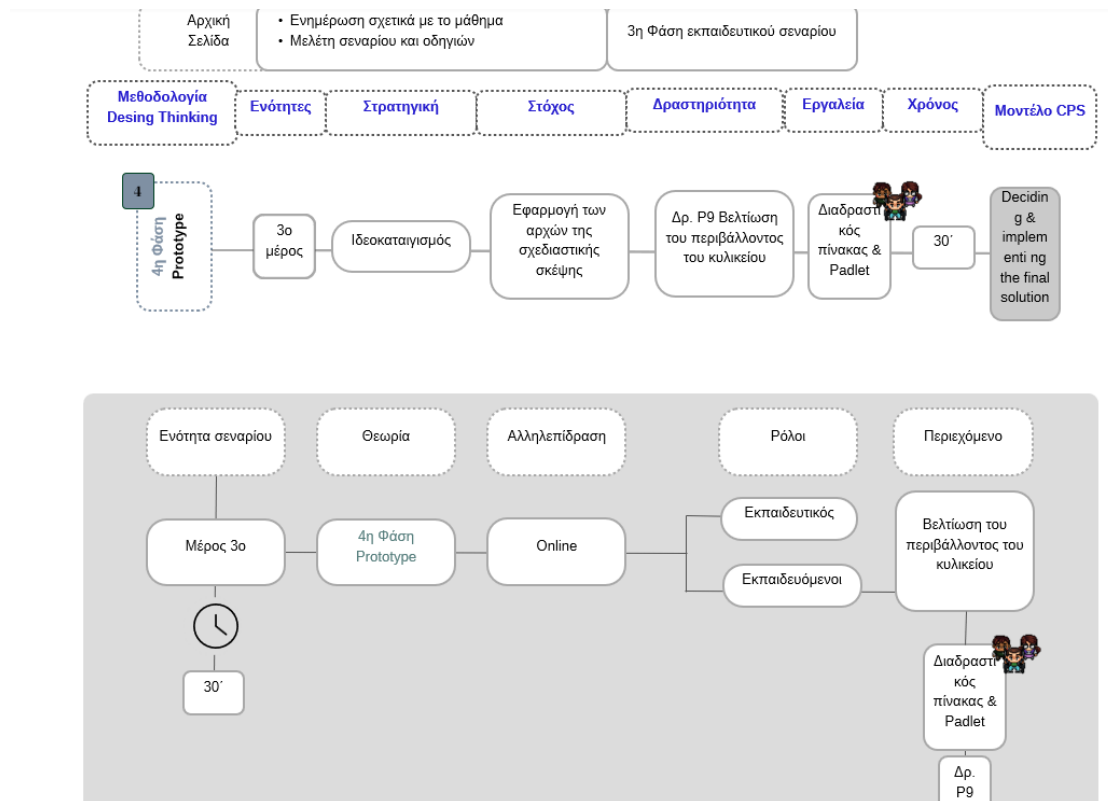 Αρχική
Σελίδα
• Ενημέρωση σχετικά με το μάθημα
• Μελέτη σεναρίου και οδηγιών
3η Φάση εκπαιδευτικού σεναρίου
Μεθοδολογία
Desing Thinking
Ενότητες
Στρατηγική
Στόχος
Δραστηριότητα
Εργαλεία
Χρόνος
Μοντέλο CPS
4
4η Φάση
Prototype
3ο
μέρος
Ιδεοκαταιγισμός
Εφαρμογή των
αρχών της
σχεδιαστικής
σκέψης
Δρ. P9 Βελτίωση
του περιβάλλοντος
του κυλικείου
Διαδραστι
κός
πίνακας &
Padlet
30΄
Decidin
g &
implem
enti ng
the final
solution
Ενότητα σεναρίου
Θεωρία
Αλληλεπίδραση
Ρόλοι
Περιεχόμενο
Μέρος 3ο
4η Φάση
Prototype
Online
Εκπαιδευτικός
Εκπαιδευόμενοι
Βελτίωση του
περιβάλλοντος του
κυλικείου
30΄
Διαδραστι
κός
πίνακας &
Padlet
Δρ.
P9